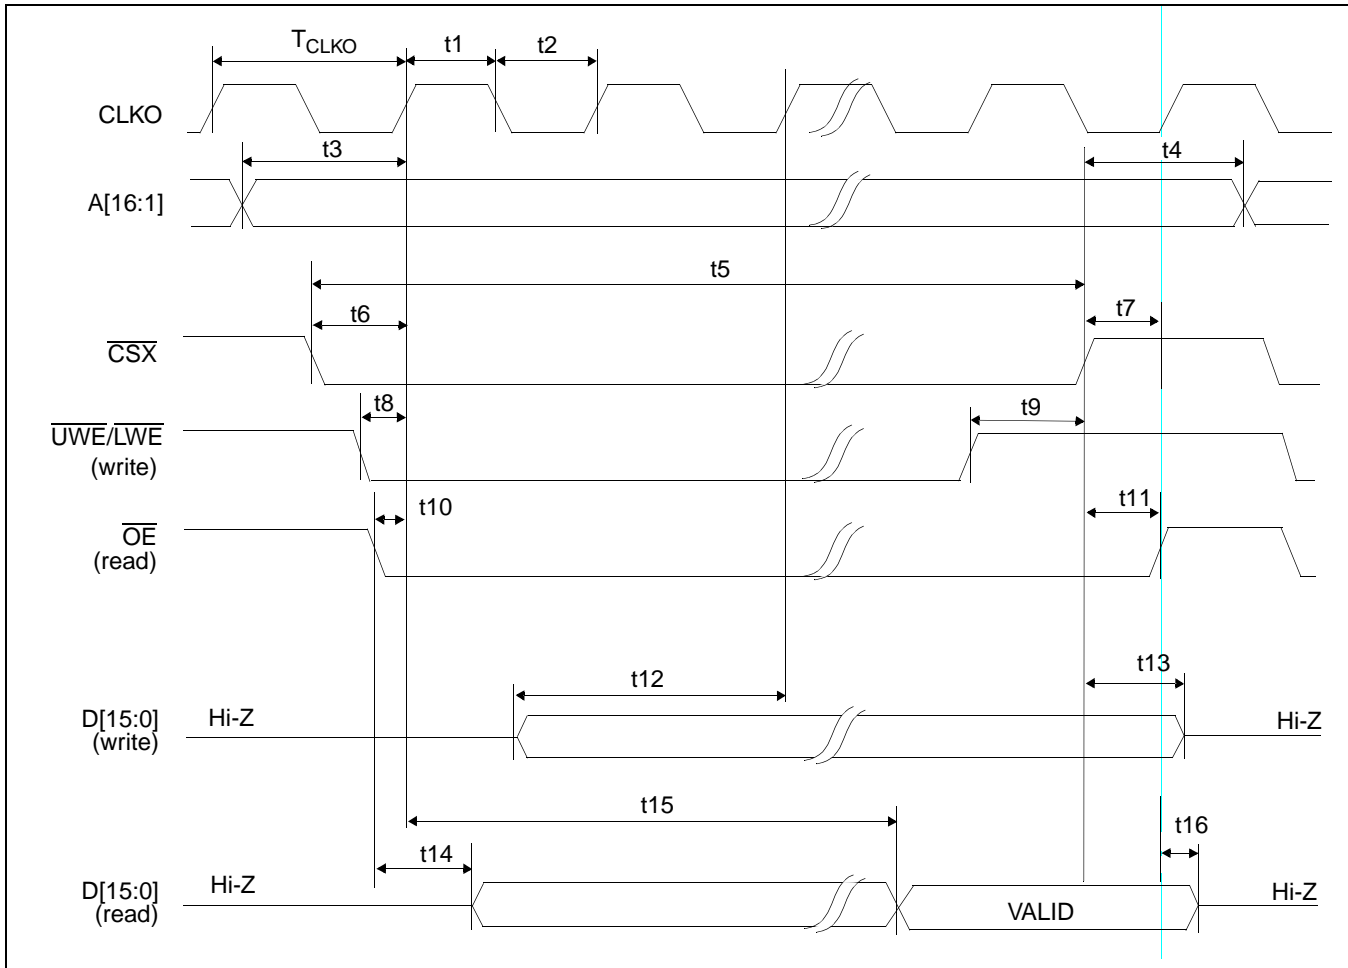 TCLKO t1 t2
CLKO
t3 t4
A[16:1]
t5
t6 t7
CSX
t8 t9
UWE/LWE
(write)
t10 t11
OE
(read)
t12 t13
D[15:0] Hi-Z Hi-Z
(write)
t15
t14 t16
D[15:0] Hi-Z Hi-Z
(read) VALID